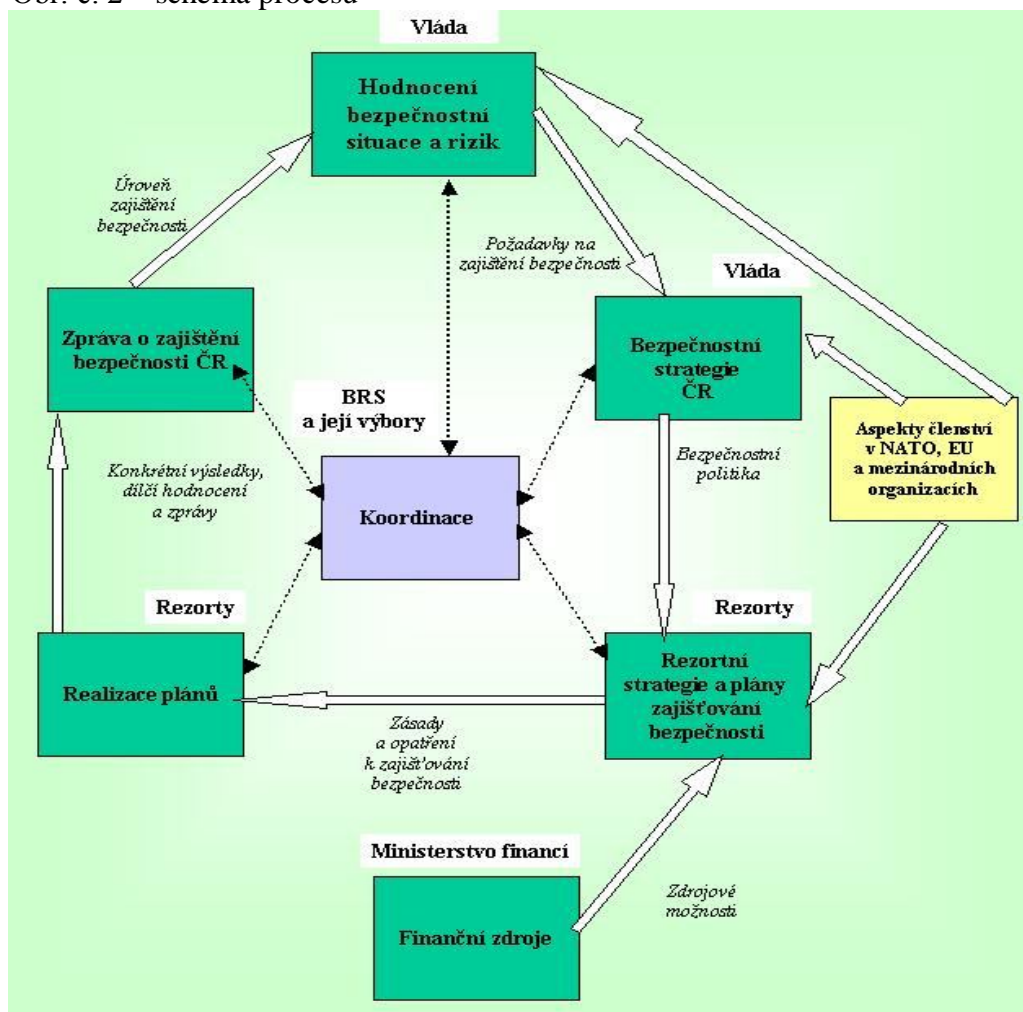 Obr. č. 2 – schéma procesu
Vláda
Hodnocení
bezpečnostní
situace a rizik
Úroveň
zajištění
bezpečnosti
Požadavky na
zajištění bezpečnosti
Vláda
Zpráva o zajištění
bezpečnosti ČR
Bezpečnostní
strategie
ČR
BRS
a její výbory
Aspekty členství
v NATO, EU
a mezinárodních
organizacích
Konkrétní výsledky,
dílčí hodnocení
a zprávy
Bezpečnostní
politika
Koordinace
Rezorty
Rezorty
Realizace plánů
Rezortní
strategie a plány
zajišťování
bezpečnosti
Zásady
a opatření
k zajišťování
bezpečnosti
Ministerstvo financí
Finanční zdroje
Zdrojové
možnosti